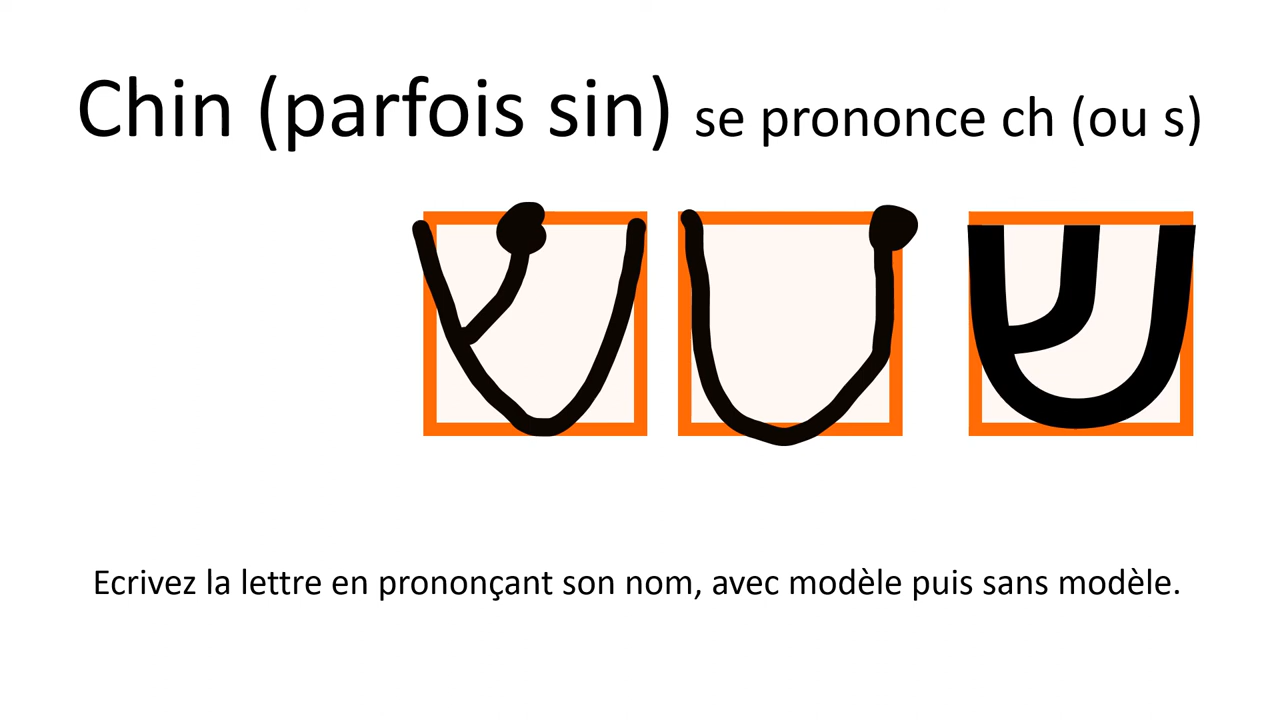 Chin (parfois sin) se prononce ch (ou s)
ש
Ecrivez la lettre en prononçant son nom, avec modèle puis sans modèle.